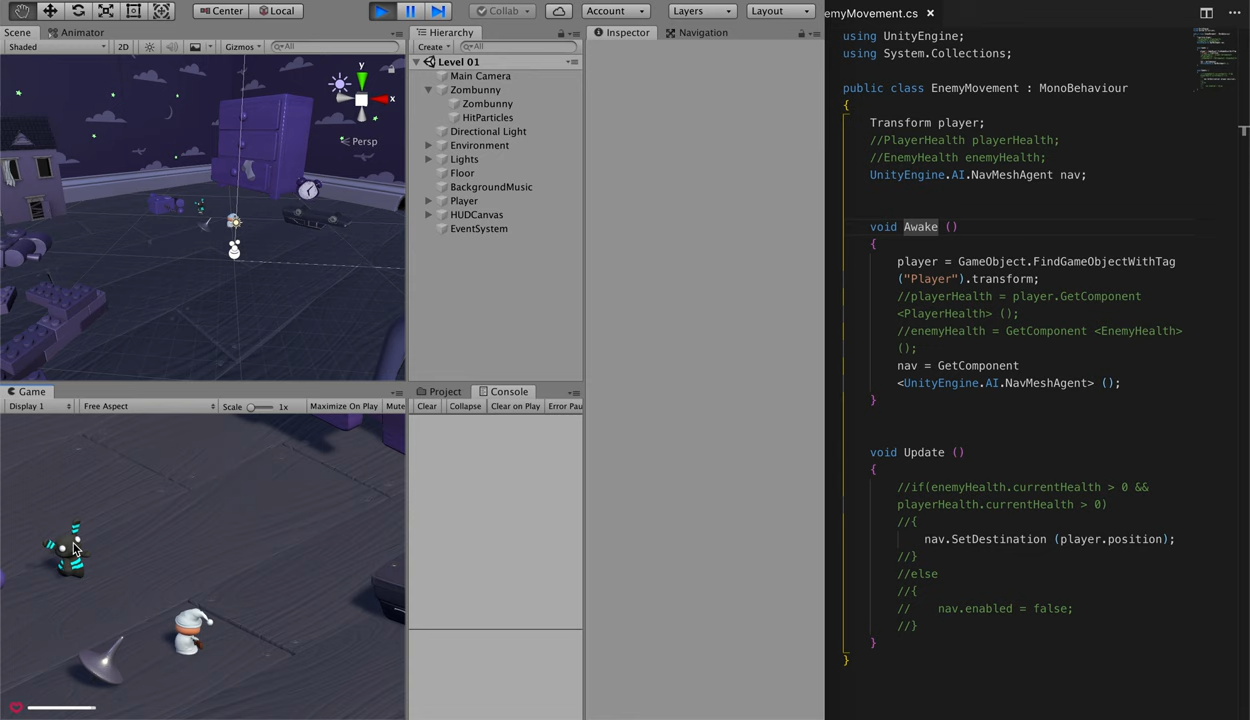 Center
Local
Collab
Account
Layers
Layout
Scene
Animator
Shaded
2D
Gizmos
All
y
x
Persp
Hierarchy
Create
All
Level 01
Main Camera
Zombunny
Zombunny
HitParticles
Directional Light
Environment
Lights
Floor
BackgroundMusic
Player
HUDCanvas
EventSystem
Inspector
Navigation
Game
Display 1
Free Aspect
Scale
1x
Maximize On Play
Mute
Project
Console
Clear
Collapse
Clear on Play
Error Pau
emyMovement.cs
using UnityEngine;
using System.Collections;
public class EnemyMovement : MonoBehaviour
{
Transform player;
//PlayerHealth playerHealth;
//EnemyHealth enemyHealth;
UnityEngine.AI.NavMeshAgent nav;
void Awake ()
{
player = GameObject.FindGameObjectWithTag
("Player").transform;
//playerHealth = player.GetComponent
<PlayerHealth> ();
//enemyHealth = GetComponent <EnemyHealth>
();
nav = GetComponent
<UnityEngine.AI.NavMeshAgent> ();
}
void Update ()
{
//if(enemyHealth.currentHealth > 0 &&
playerHealth.currentHealth > 0)
//{
nav.SetDestination (player.position);
//}
//else
//{
//    nav.enabled = false;
//}
}
}